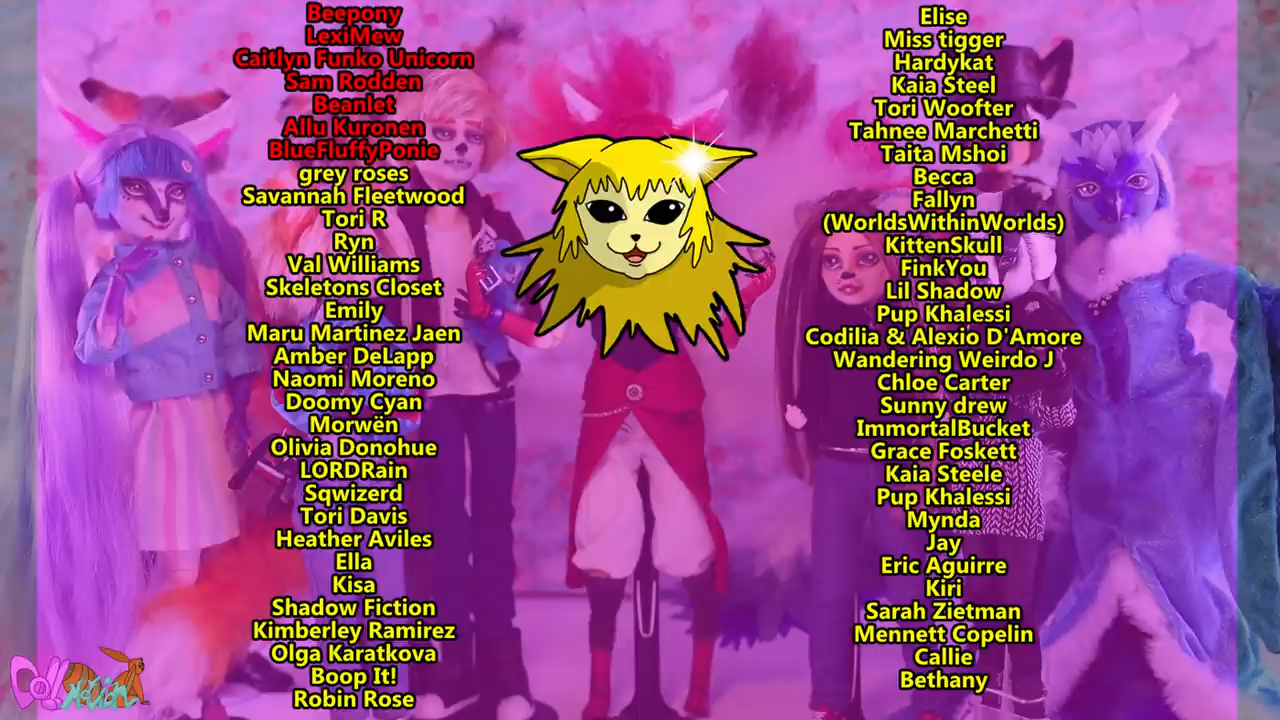 Beepony
LexiMew
Caitlyn Funko Unicorn
Sam Rodden
Beanlet
Allu Kuronen
BlueFluffyPonie
grey roses
Savannah Fleetwood
Tori R
Ryn
Val Williams
Skeletons Closet
Emily
Maru Martinez Jaen
Amber DeLapp
Naomi Moreno
Doomy Cyan
Morwën
Olivia Donohue
LORDRain
Sqwizerd
Tori Davis
Heather Aviles
Ella
Kisa
Shadow Fiction
Kimberley Ramirez
Olga Karatkova
Boop It!
Robin Rose
Elise
Miss tigger
Hardykat
Kaia Steel
Tori Woofter
Tahnee Marchetti
Taita Mshoi
Becca
Fallyn
(WorldsWithinWorlds)
KittenSkull
FinkYou
Lil Shadow
Pup Khalessi
Codilia & Alexio D'Amore
Wandering Weirdo J
Chloe Carter
Sunny drew
ImmortalBucket
Grace Foskett
Kaia Steele
Pup Khalessi
Mynda
Jay
Eric Aguirre
Kiri
Sarah Zietman
Mennett Copelin
Callie
Bethany
Doll
Motion